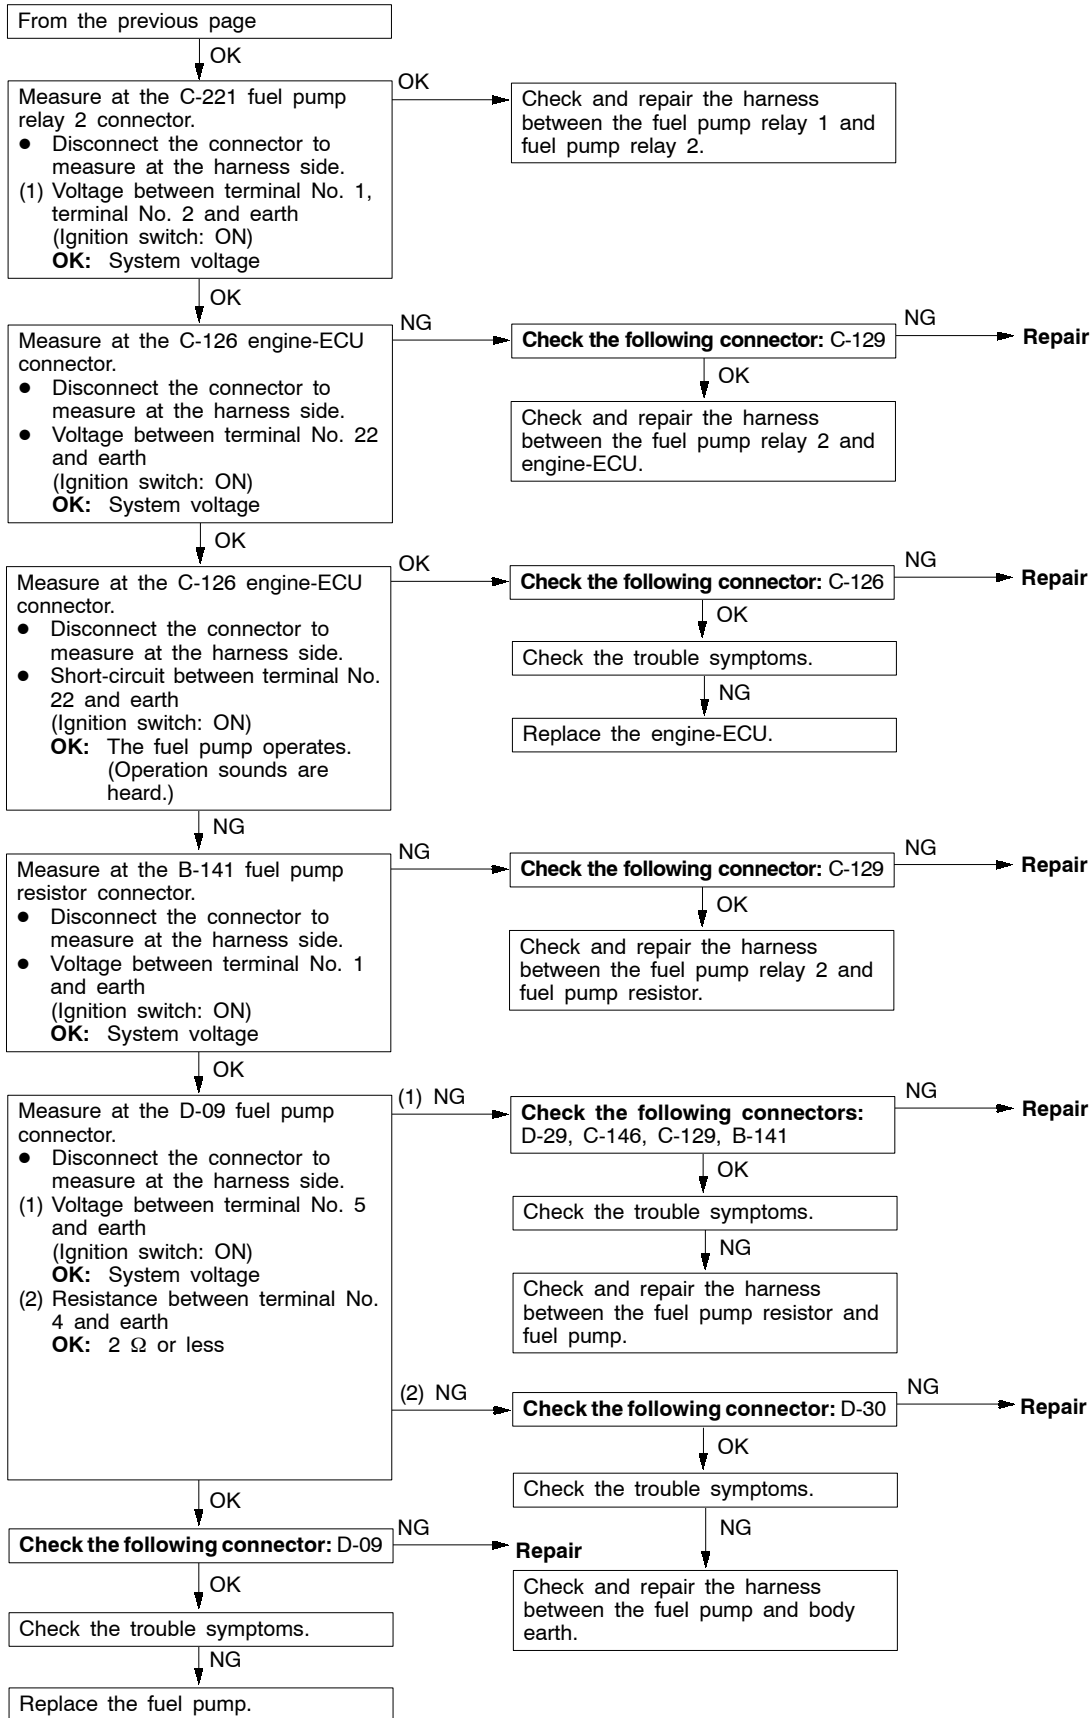 From the previous page
OK
Measure at the C-221 fuel pump
relay 2 connector.
● Disconnect the connector to
measure at the harness side.
(1) Voltage between terminal No. 1,
terminal No. 2 and earth
(Ignition switch: ON)
OK: System voltage
OK
Check and repair the harness
between the fuel pump relay 1 and
fuel pump relay 2.
OK
Measure at the C-126 engine-ECU
connector.
● Disconnect the connector to
measure at the harness side.
● Voltage between terminal No. 22
and earth
(Ignition switch: ON)
OK: System voltage
NG
Check the following connector: C-129
NG
Repair
OK
Check and repair the harness
between the fuel pump relay 2 and
engine-ECU.
OK
Measure at the C-126 engine-ECU
connector.
● Disconnect the connector to
measure at the harness side.
● Short-circuit between terminal No.
22 and earth
(Ignition switch: ON)
OK: The fuel pump operates.
(Operation sounds are
heard.)
OK
Check the following connector: C-126
NG
Repair
OK
Check the trouble symptoms.
NG
Replace the engine-ECU.
NG
Measure at the B-141 fuel pump
resistor connector.
● Disconnect the connector to
measure at the harness side.
● Voltage between terminal No. 1
and earth
(Ignition switch: ON)
OK: System voltage
NG
Check the following connector: C-129
NG
Repair
OK
Check and repair the harness
between the fuel pump relay 2 and
fuel pump resistor.
OK
Measure at the D-09 fuel pump
connector.
● Disconnect the connector to
measure at the harness side.
(1) Voltage between terminal No. 5
and earth
(Ignition switch: ON)
OK: System voltage
(2) Resistance between terminal No.
4 and earth
OK: 2 Ω or less
(1) NG
Check the following connectors:
D-29, C-146, C-129, B-141
NG
Repair
OK
Check the trouble symptoms.
NG
Check and repair the harness
between the fuel pump resistor and
fuel pump.
(2) NG
Check the following connector: D-30
NG
Repair
OK
Check the trouble symptoms.
NG
Check and repair the harness
between the fuel pump and body
earth.
OK
Check the following connector: D-09
NG
Repair
OK
Check the trouble symptoms.
NG
Replace the fuel pump.